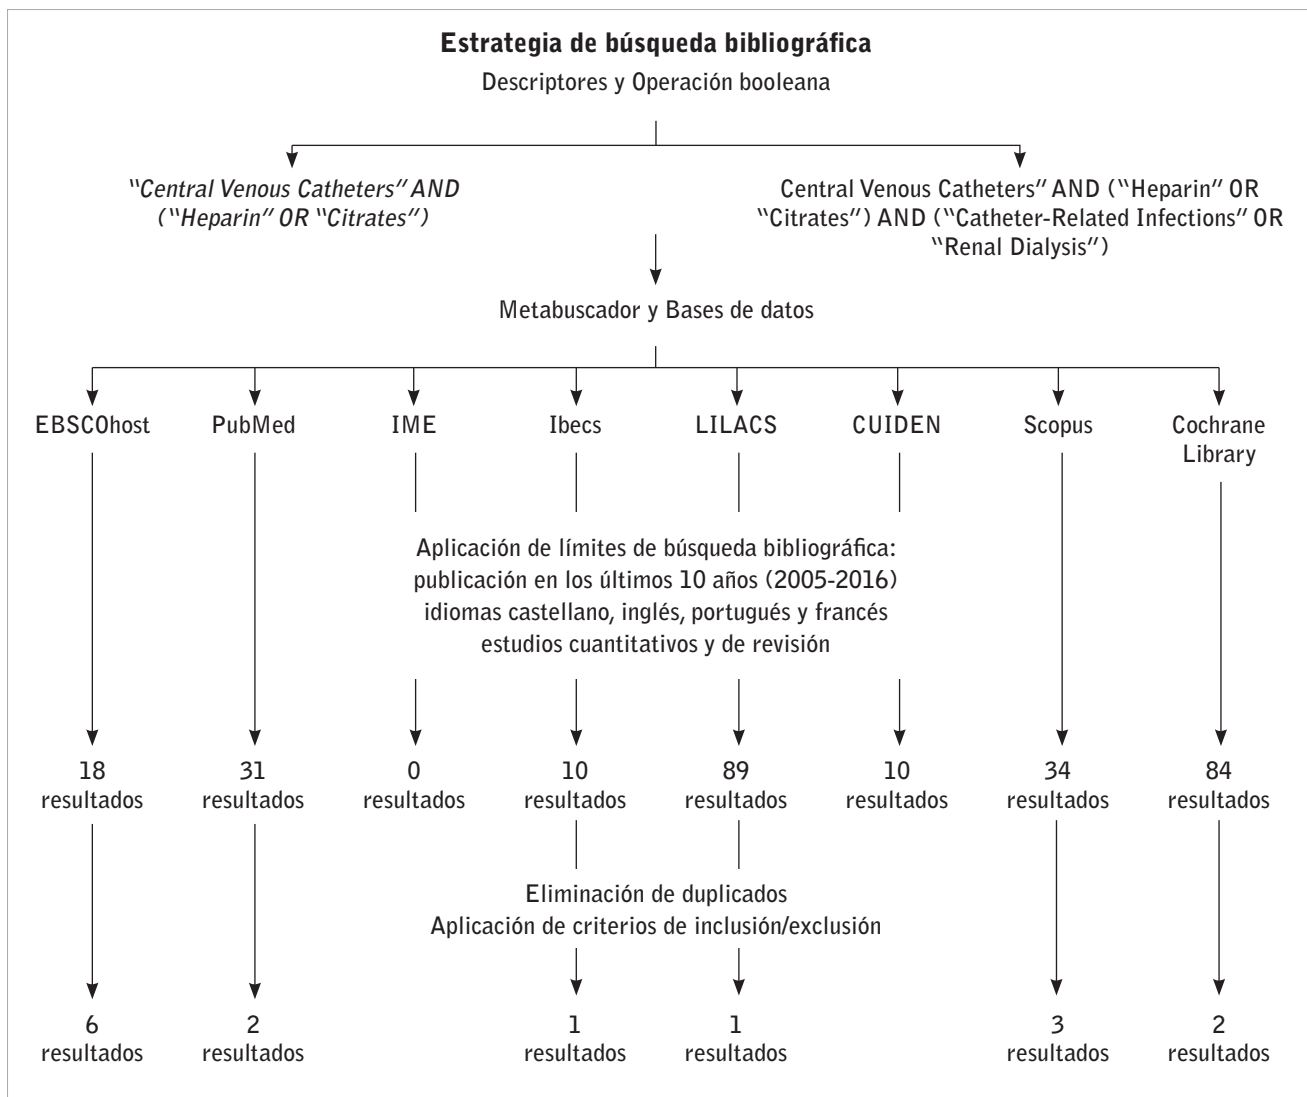 Estrategia de búsqueda bibliográfica
Descriptores y Operación booleana
“Central Venous Catheters” AND
(“Heparin” OR “Citrates”)
Central Venous Catheters” AND (“Heparin” OR
“Citrates”) AND (“Catheter-Related Infections” OR
“Renal Dialysis”)
Metabuscador y Bases de datos
EBSCOhost
PubMed
IME
Ibecs
LILACS
CUIDEN
Scopus
Cochrane
Library
Aplicación de límites de búsqueda bibliográfica:
publicación en los últimos 10 años (2005-2016)
idiomas castellano, inglés, portugués y francés
estudios cuantitativos y de revisión
18
resultados
31
resultados
0
resultados
10
resultados
89
resultados
10
resultados
34
resultados
84
resultados
Eliminación de duplicados
Aplicación de criterios de inclusión/exclusión
6
resultados
2
resultados
1
resultados
1
resultados
3
resultados
2
resultados